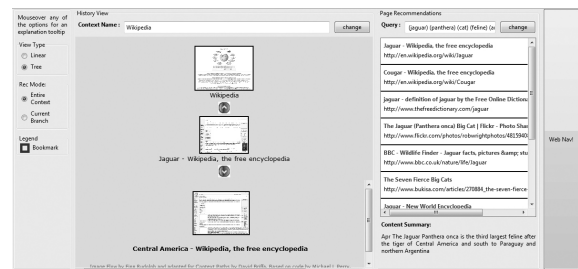 Mouseover any of
the options for an
explanation tooltip
View Type
Linear
Tree
Rec Mode:
Entire
Context
Current
Branch
Legend
Bookmark
History View
Context Name :
Wikipedia
change
Wikipedia
Jaguar - Wikipedia, the free encyclopedia
Central America - Wikipedia, the free encyclopedia
Page Recommendations
Query :
(jaguar) (panthera) (cat) (feline)
change
Jaguar - Wikipedia, the free encyclopedia
http://en.wikipedia.org/wiki/Jaguar
Cougar - Wikipedia, the free encyclopedia
http://en.wikipedia.org/wiki/Cougar
jaguar - definition of jaguar by the Free Online Dictiona
http://www.thefreedictionary.com/jaguar
The Jaguar (Panthera onca) Big Cat | Flickr - Photo Shar
http://www.flickr.com/photos/robwrightphotos/4815940
BBC - Wildlife Finder - Jaguar facts, pictures &amp; stu
http://www.bbc.co.uk/nature/life/Jaguar
The Seven Fierce Big Cats
http://www.bukisa.com/articles/270884_the-seven-fierce-
Jaguar - New World Encyclopedia
Content Summary:
Apr The Jaguar Panthera onca is the third largest feline after
the tiger of Central America and south to Paraguay and
northern Argentina
Web Navi